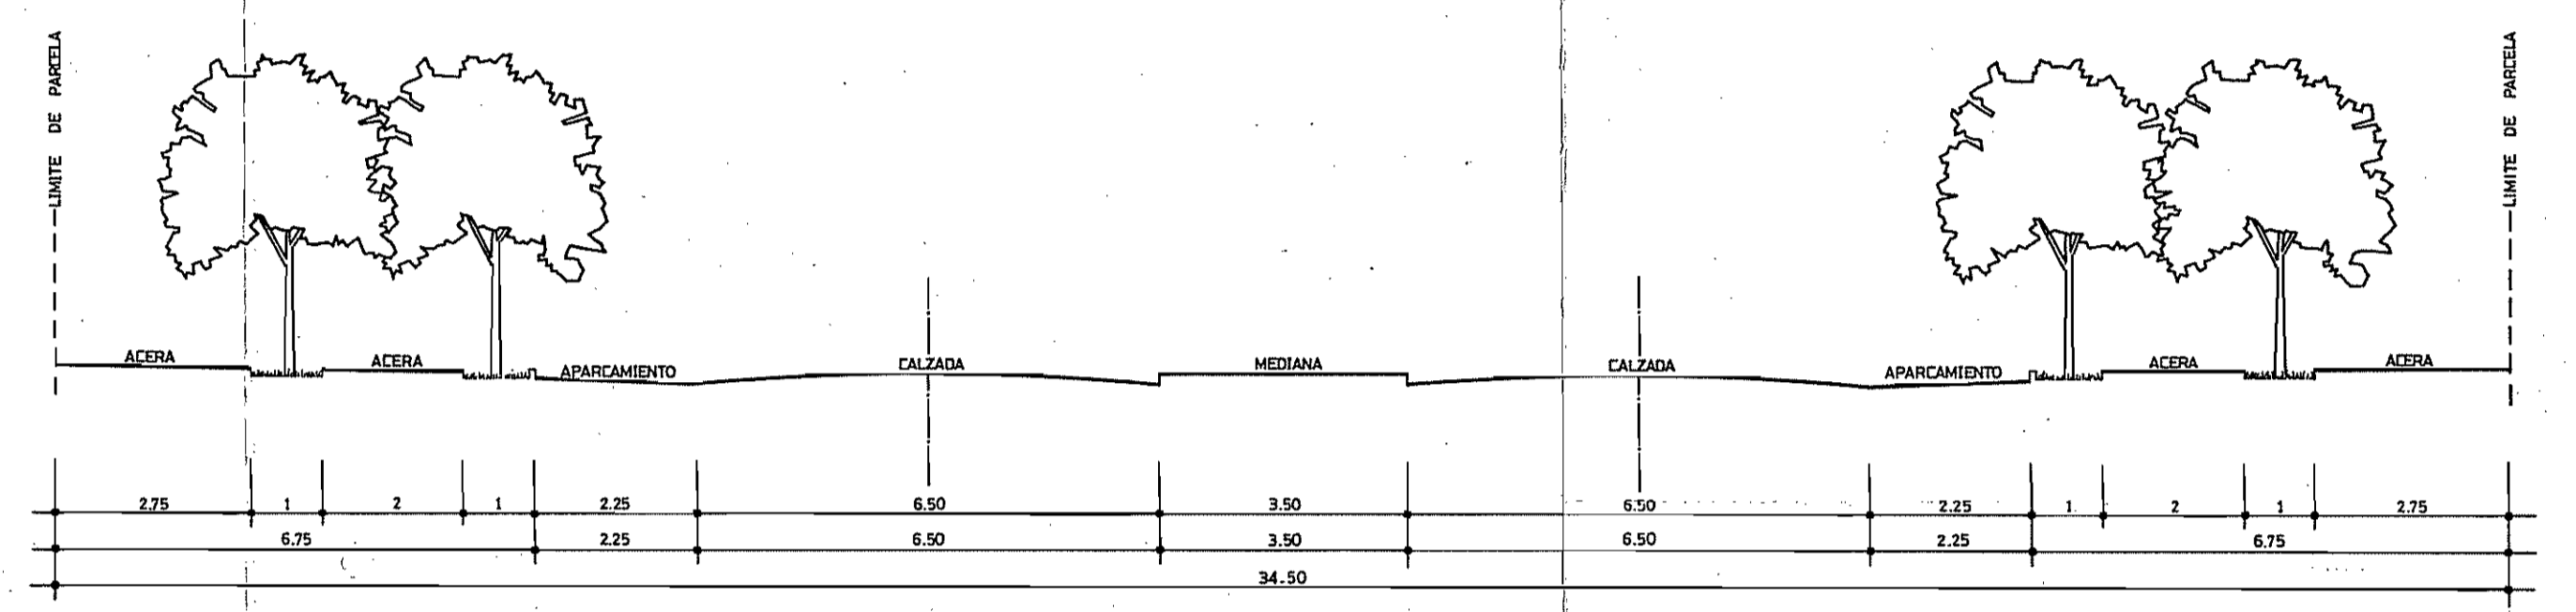 LIMITE DE PARCELA
LIMITE DE PARCELA
ACERA ACERA APARCAMIENTO CALZADA MEDIANA CALZADA APARCAMIENTO ACERA ACERA
2.75 1 2 1 2.25 6.50 3.50 6.50 2.25 1 2 1 2.75
6.75 2.25 6.50 3.50 6.50 2.25 6.75
34.50